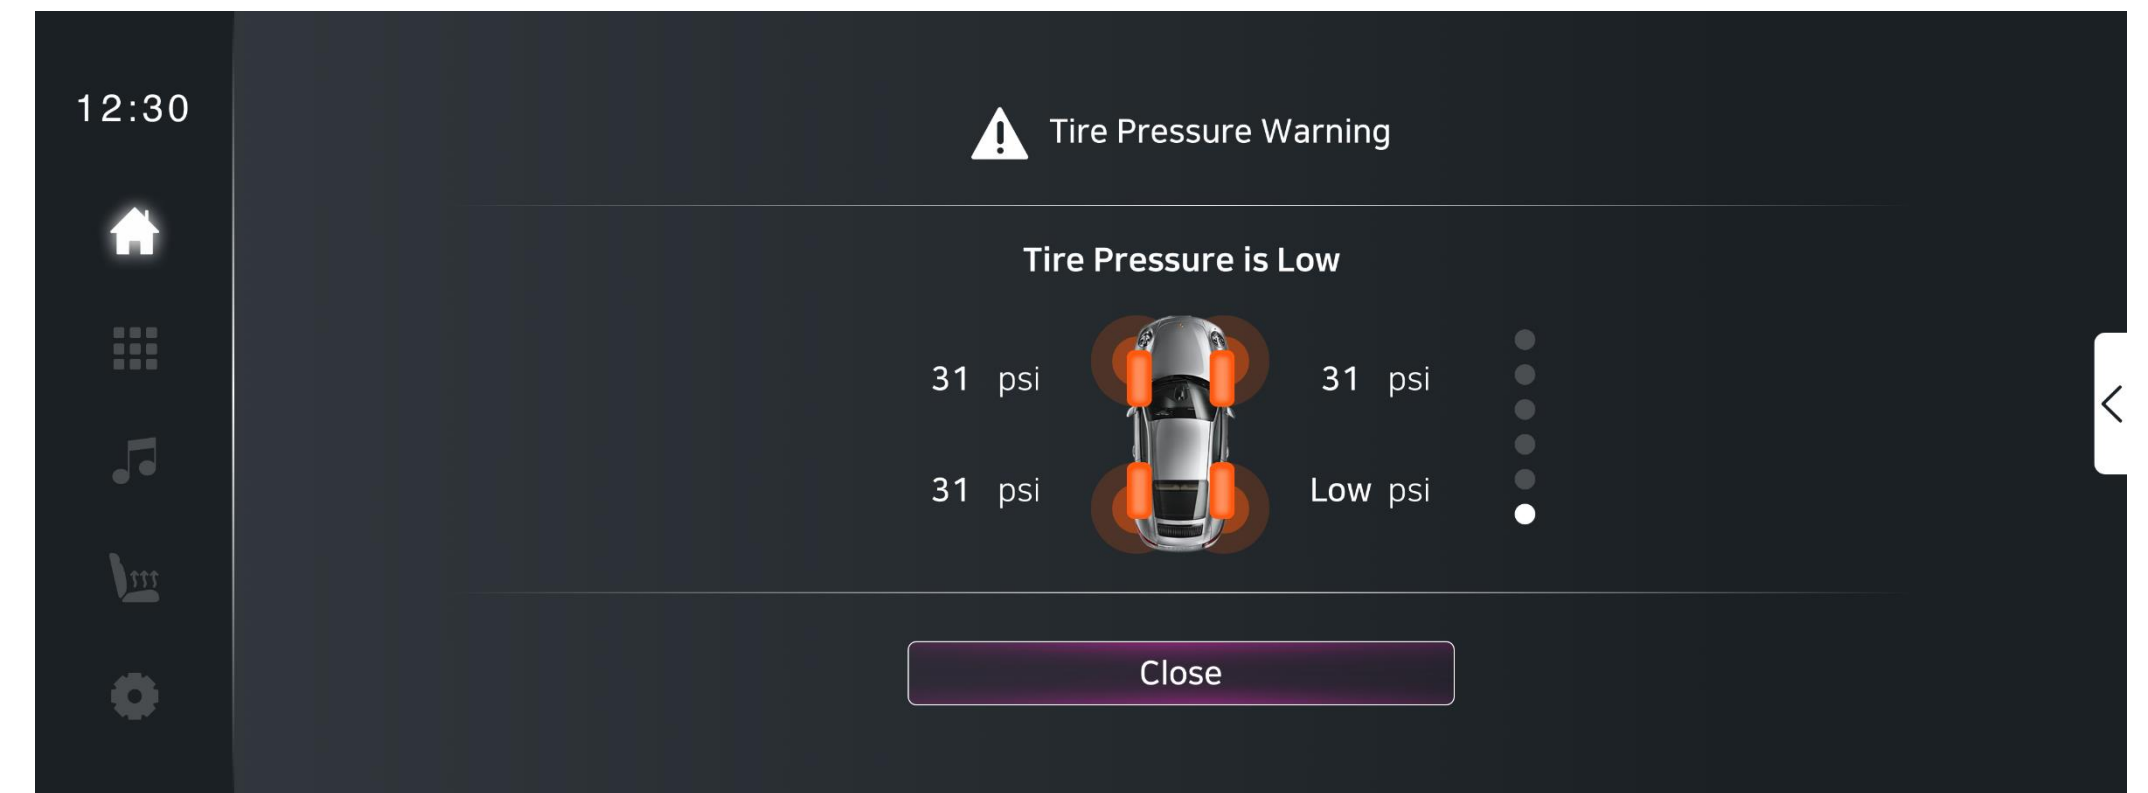 12:30
Tire Pressure Warning
Tire Pressure is Low
31 psi
31 psi
31 psi
Low psi
Close